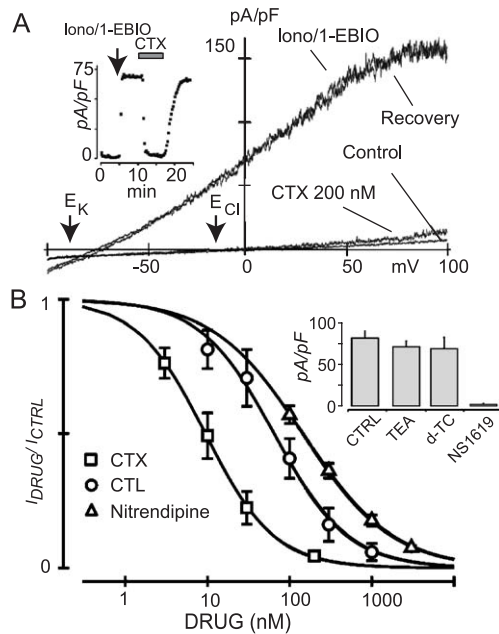 A
pA/pF
Iono/1-EBIO
CTX
150
Iono/1-EBIO
75
pA/pF
0
0 10 20
min
Recovery
Control
CTX 200 nM
E_K
E_Cl
-50 0 50 mV 100
B
1
I_DRUG/I_CTRL
0
CTX
CTL
Nitrendipine
1 10 100 1000
DRUG (nM)
100
50
0
pA/pF
CTRL
TEA
d-TC
NS1619